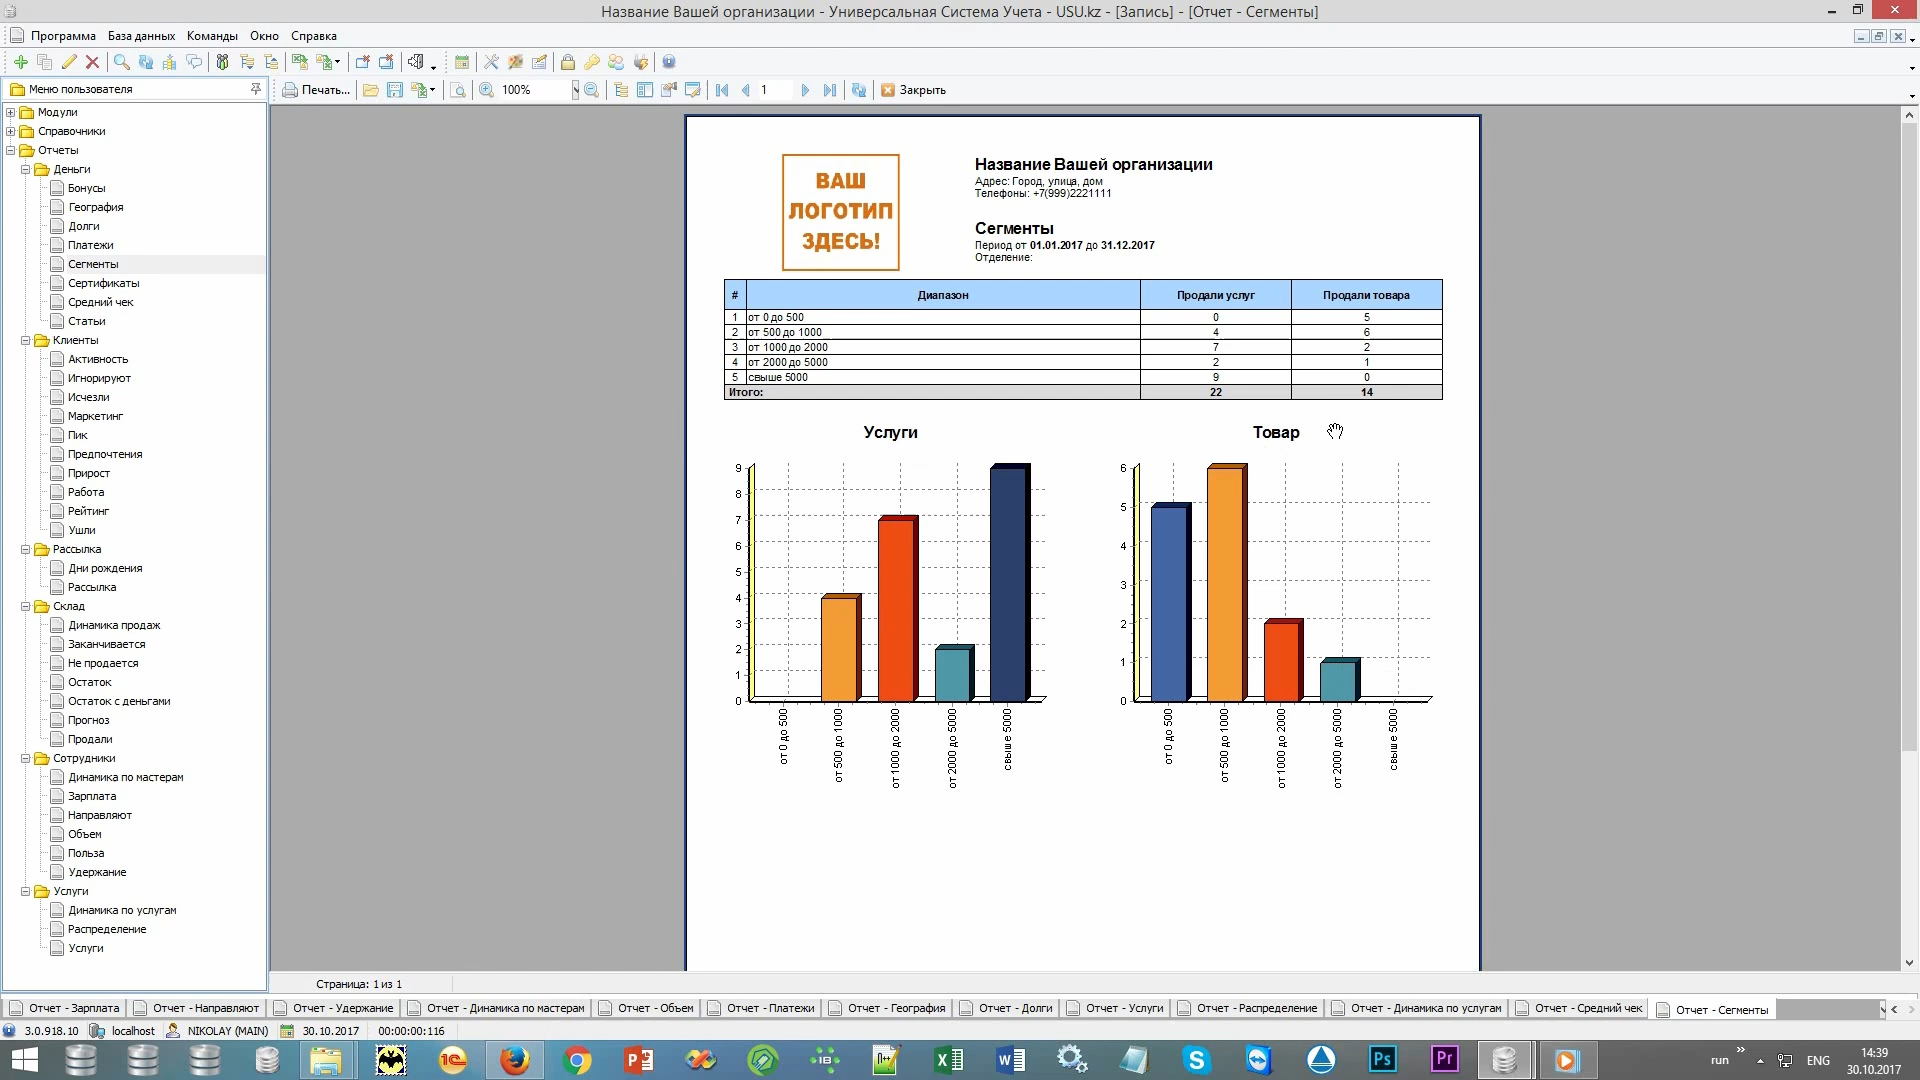 Название Вашей организации - Универсальная Система Учета - USU.kz - [Запись] - [Отчет - Сегменты]
Программа База данных Команды Окно Справка
Меню пользователя
Печать... 100% 1 Закрыть
Модули
Справочники
Отчеты
Деньги
Бонусы
География
Долги
Платежи
Сегменты
Сертификаты
Средний чек
Статьи
Клиенты
Активность
Игнорируют
Исчезли
Маркетинг
Пик
Предпочтения
Прирост
Работа
Рейтинг
Ушли
Рассылка
Дни рождения
Рассылка
Склад
Динамика продаж
Заканчивается
Не продается
Остаток
Остаток с деньгами
Прогноз
Продали
Сотрудники
Динамика по мастерам
Зарплата
Направляют
Объем
Польза
Удержание
Услуги
Динамика по услугам
Распределение
Услуги
ВАШ
ЛОГОТИП
ЗДЕСЬ!
Название Вашей организации
Адрес: Город, улица, дом
Телефоны: +7(999)2221111
Сегменты
Период от 01.01.2017 до 31.12.2017
Отделение:
# Диапазон Продали услуг Продали товара
1 от 0 до 500 0 5
2 от 500 до 1000 4 6
3 от 1000 до 2000 7 2
4 от 2000 до 5000 2 1
5 свыше 5000 9 0
Итого: 22 14
Услуги
9
8
7
6
5
4
3
2
1
0
от 0 до 500
от 500 до 1000
от 1000 до 2000
от 2000 до 5000
свыше 5000
Товар
6
5
4
3
2
1
0
от 0 до 500
от 500 до 1000
от 1000 до 2000
от 2000 до 5000
свыше 5000
Страница: 1 из 1
Отчет - Зарплата Отчет - Направляют Отчет - Удержание Отчет - Динамика по мастерам Отчет - Объем Отчет - Платежи Отчет - География Отчет - Долги Отчет - Услуги Отчет - Распределение Отчет - Динамика по услугам Отчет - Средний чек Отчет - Сегменты
3.0.918.10 localhost NIKOLAY (MAIN) 30.10.2017 00:00:00:116
run ENG 14:39
30.10.2017